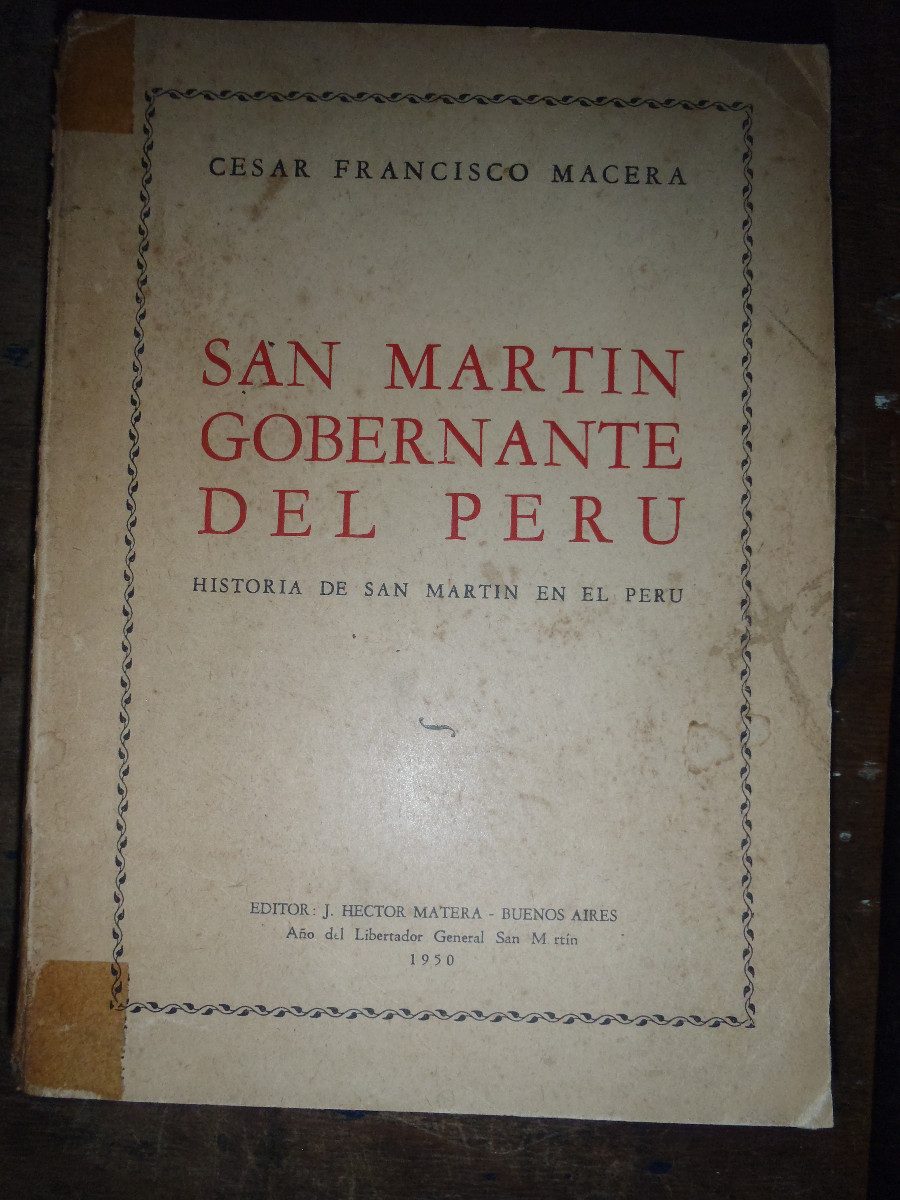 CESAR FRANCISCO MACERA
SAN MARTIN
GOBERNANTE
DEL PERU
HISTORIA DE SAN MARTIN EN EL PERU
EDITOR: J. HECTOR MATERA - BUENOS AIRES
Año del Libertador General San M rtín
1950